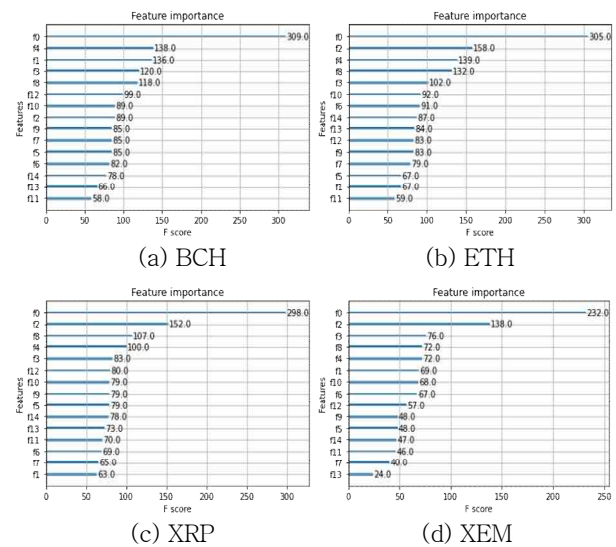 Feature importance
Features
f0 309.0
f4 138.0
f1 136.0
f3 120.0
f8 118.0
f12 99.0
f10 89.0
f2 89.0
f9 85.0
f7 85.0
f5 85.0
f6 82.0
f14 78.0
f13 66.0
f11 58.0
0 50 100 150 200 250 300
F score
(a) BCH
Feature importance
Features
f0 305.0
f2 158.0
f4 139.0
f8 132.0
f3 102.0
f10 92.0
f6 91.0
f14 87.0
f13 84.0
f12 83.0
f9 83.0
f7 79.0
f5 67.0
f1 67.0
f11 59.0
0 50 100 150 200 250 300
F score
(b) ETH
Feature importance
Features
f0 298.0
f2 152.0
f8 107.0
f4 100.0
f3 83.0
f12 80.0
f10 79.0
f9 79.0
f5 79.0
f14 78.0
f13 73.0
f11 70.0
f6 69.0
f7 65.0
f1 63.0
0 50 100 150 200 250 300
F score
(c) XRP
Feature importance
Features
f0 232.0
f2 138.0
f3 76.0
f8 72.0
f4 72.0
f1 69.0
f10 68.0
f6 67.0
f12 57.0
f9 48.0
f5 48.0
f14 47.0
f11 46.0
f7 40.0
f13 24.0
0 50 100 150 200 250
F score
(d) XEM